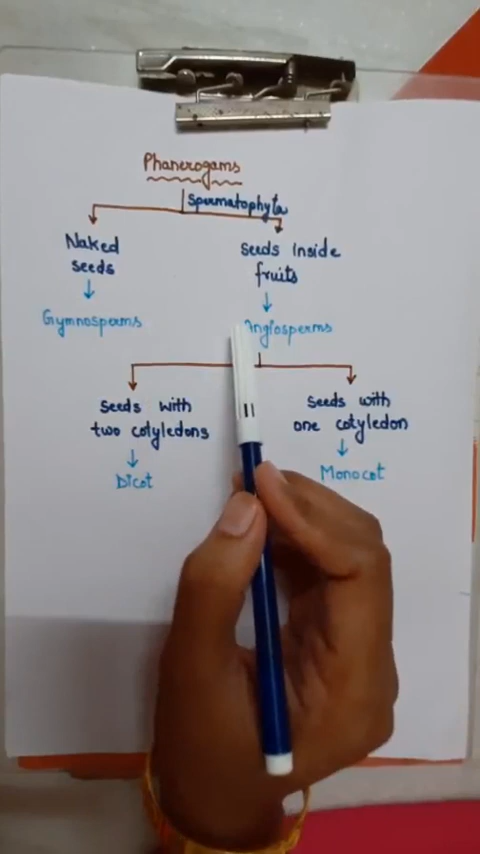 Phanerogams
Spermatophyta
Naked
seeds
Seeds inside
fruits
Gymnosperms
Angiosperms
Seeds with
two cotyledons
Seeds with
one cotyledon
Dicot
Monocot